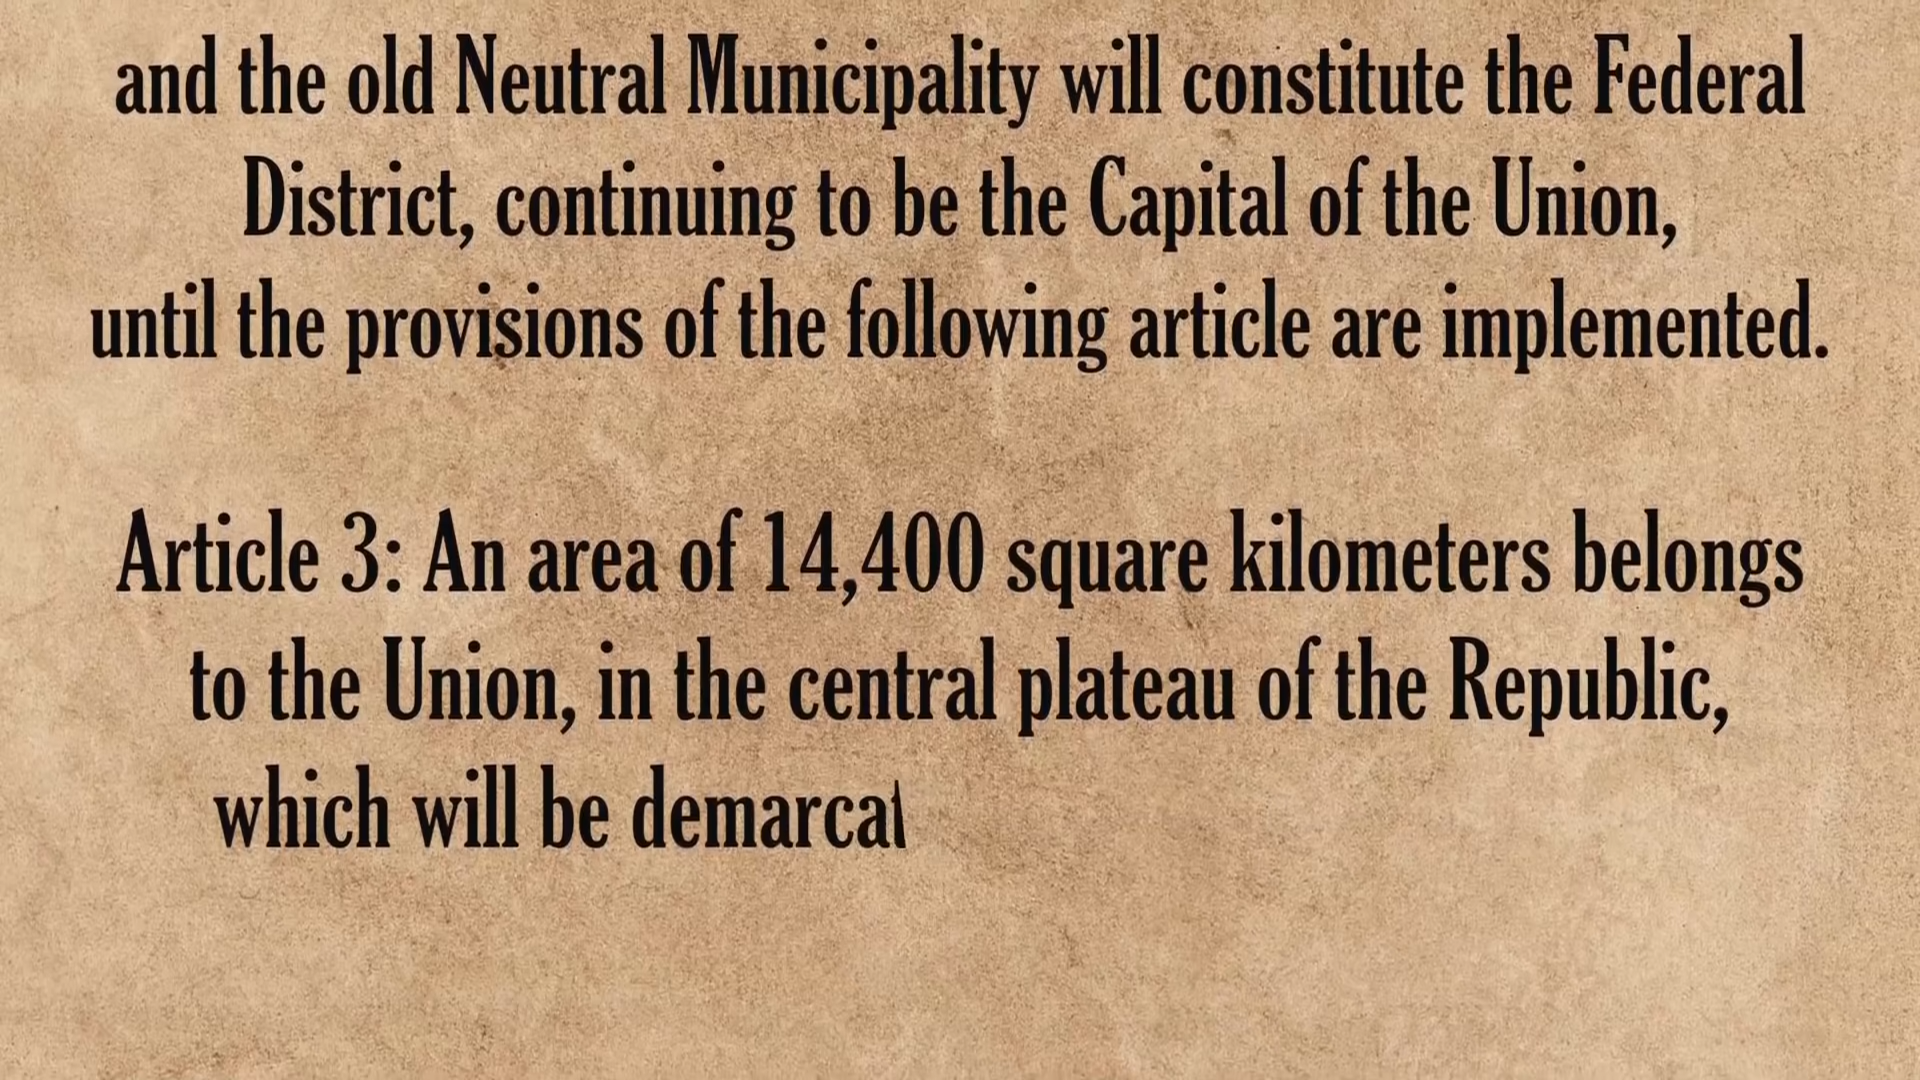 and the old Neutral Municipality will constitute the Federal
District, continuing to be the Capital of the Union,
until the provisions of the following article are implemented.
Article 3: An area of 14,400 square kilometers belongs
to the Union, in the central plateau of the Republic,
which will be demarcat